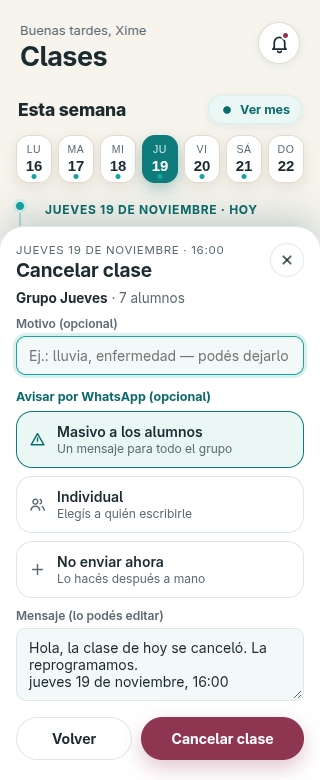 Buenas tardes, Xime
Clases
Esta semana
Ver mes
LU MA MI JU VI SÁ DO
16 17 18 19 20 21 22
JUEVES 19 DE NOVIEMBRE · HOY
JUEVES 19 DE NOVIEMBRE · 16:00
Cancelar clase
Grupo Jueves · 7 alumnos
Motivo (opcional)
Ej.: lluvia, enfermedad — podés dejarlo
Avisar por WhatsApp (opcional)
Masivo a los alumnos
Un mensaje para todo el grupo
Individual
Elegís a quién escribirle
No enviar ahora
Lo hacés después a mano
Mensaje (lo podés editar)
Hola, la clase de hoy se canceló. La
reprogramamos.
jueves 19 de noviembre, 16:00
Volver
Cancelar clase